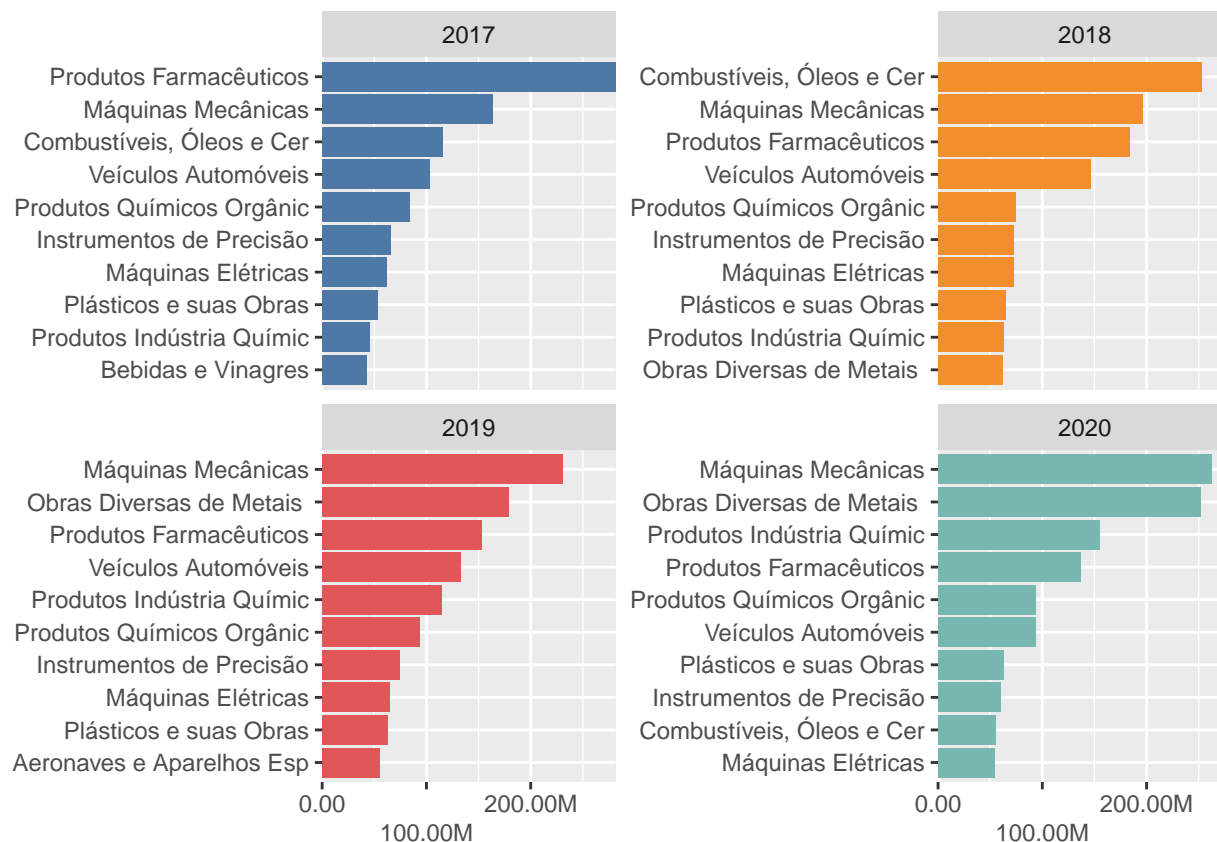 2017
Produtos Farmacêuticos
Máquinas Mecânicas
Combustíveis, Óleos e Cer
Veículos Automóveis
Produtos Químicos Orgânic
Instrumentos de Precisão
Máquinas Elétricas
Plásticos e suas Obras
Produtos Indústria Químic
Bebidas e Vinagres
2018
Combustíveis, Óleos e Cer
Máquinas Mecânicas
Produtos Farmacêuticos
Veículos Automóveis
Produtos Químicos Orgânic
Instrumentos de Precisão
Máquinas Elétricas
Plásticos e suas Obras
Produtos Indústria Químic
Obras Diversas de Metais
2019
Máquinas Mecânicas
Obras Diversas de Metais
Produtos Farmacêuticos
Veículos Automóveis
Produtos Indústria Químic
Produtos Químicos Orgânic
Instrumentos de Precisão
Máquinas Elétricas
Plásticos e suas Obras
Aeronaves e Aparelhos Esp
0.00 200.00M
100.00M
2020
Máquinas Mecânicas
Obras Diversas de Metais
Produtos Indústria Químic
Produtos Farmacêuticos
Produtos Químicos Orgânic
Veículos Automóveis
Plásticos e suas Obras
Instrumentos de Precisão
Combustíveis, Óleos e Cer
Máquinas Elétricas
0.00 200.00M
100.00M